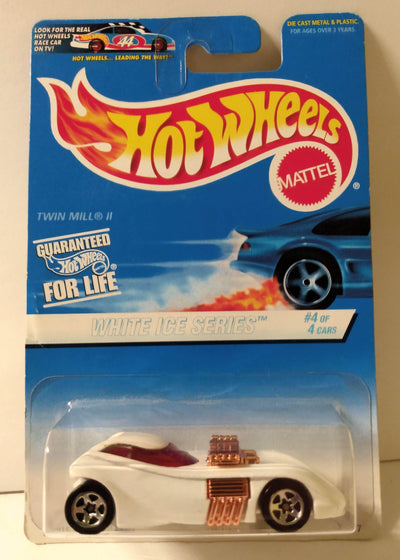 LOOK FOR THE REAL
HOT WHEELS
RACE CAR
ON TV!
44
HOT WHEELS... LEADING THE WAY!™
DIE CAST METAL & PLASTIC.
FOR AGES OVER 3 YEARS.
HOT WHEELS
MATTEL
®
TWIN MILL® II
GUARANTEED
Hot Wheels®
FOR LIFE
WHITE ICE SERIES™
#4 OF
4 CARS